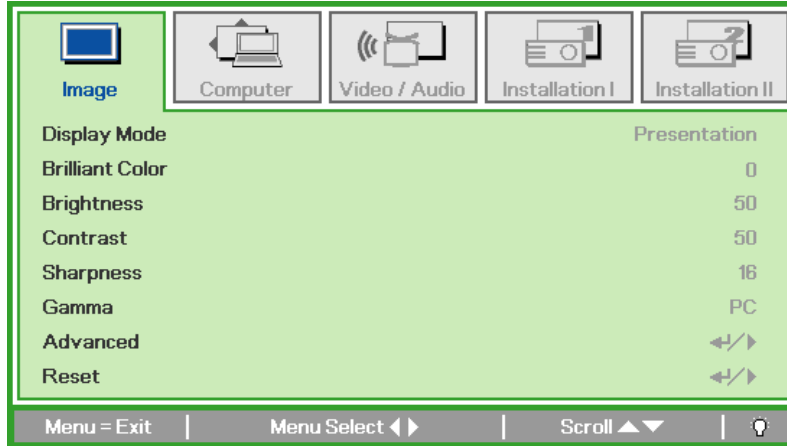 Image Computer Video / Audio Installation I Installation II
Display Mode Presentation
Brilliant Color 0
Brightness 50
Contrast 50
Sharpness 16
Gamma PC
Advanced
Reset
Menu = Exit Menu Select Scroll